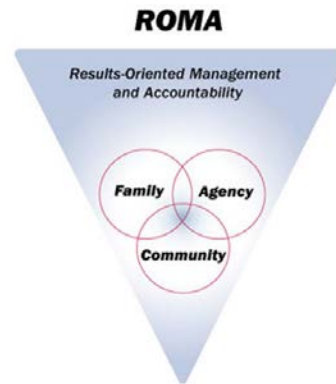 ROMA
Results-Oriented Management
and Accountability
Family
Agency
Community